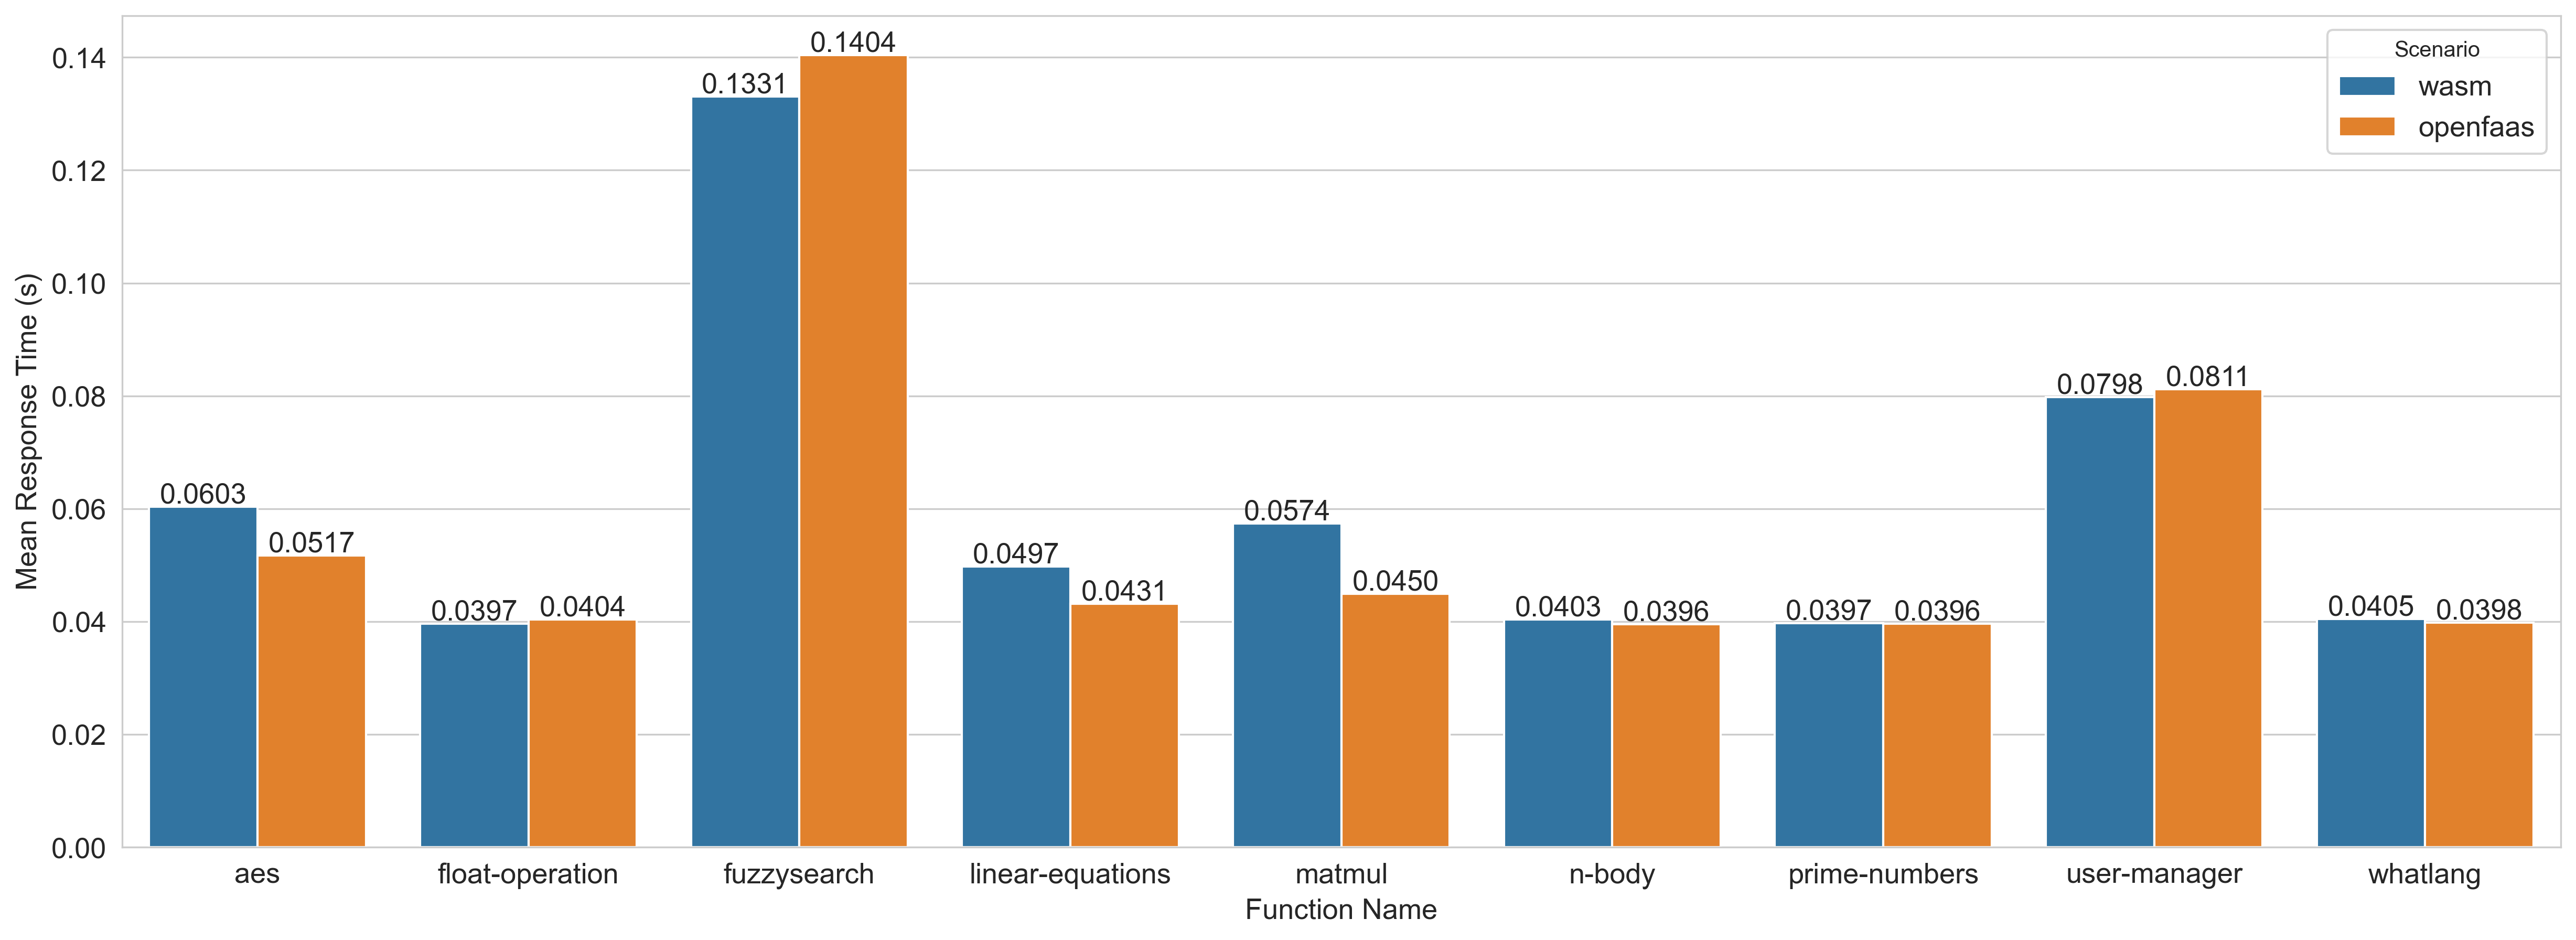 Mean Response Time (s)
0.14
0.12
0.10
0.08
0.06
0.04
0.02
0.00
0.0603
0.0517
0.0397
0.0404
0.1331
0.1404
0.0497
0.0431
0.0574
0.0450
0.0403
0.0396
0.0397
0.0396
0.0798
0.0811
0.0405
0.0398
Scenario
wasm
openfaas
aes
float-operation
fuzzysearch
linear-equations
matmul
n-body
prime-numbers
user-manager
whatlang
Function Name